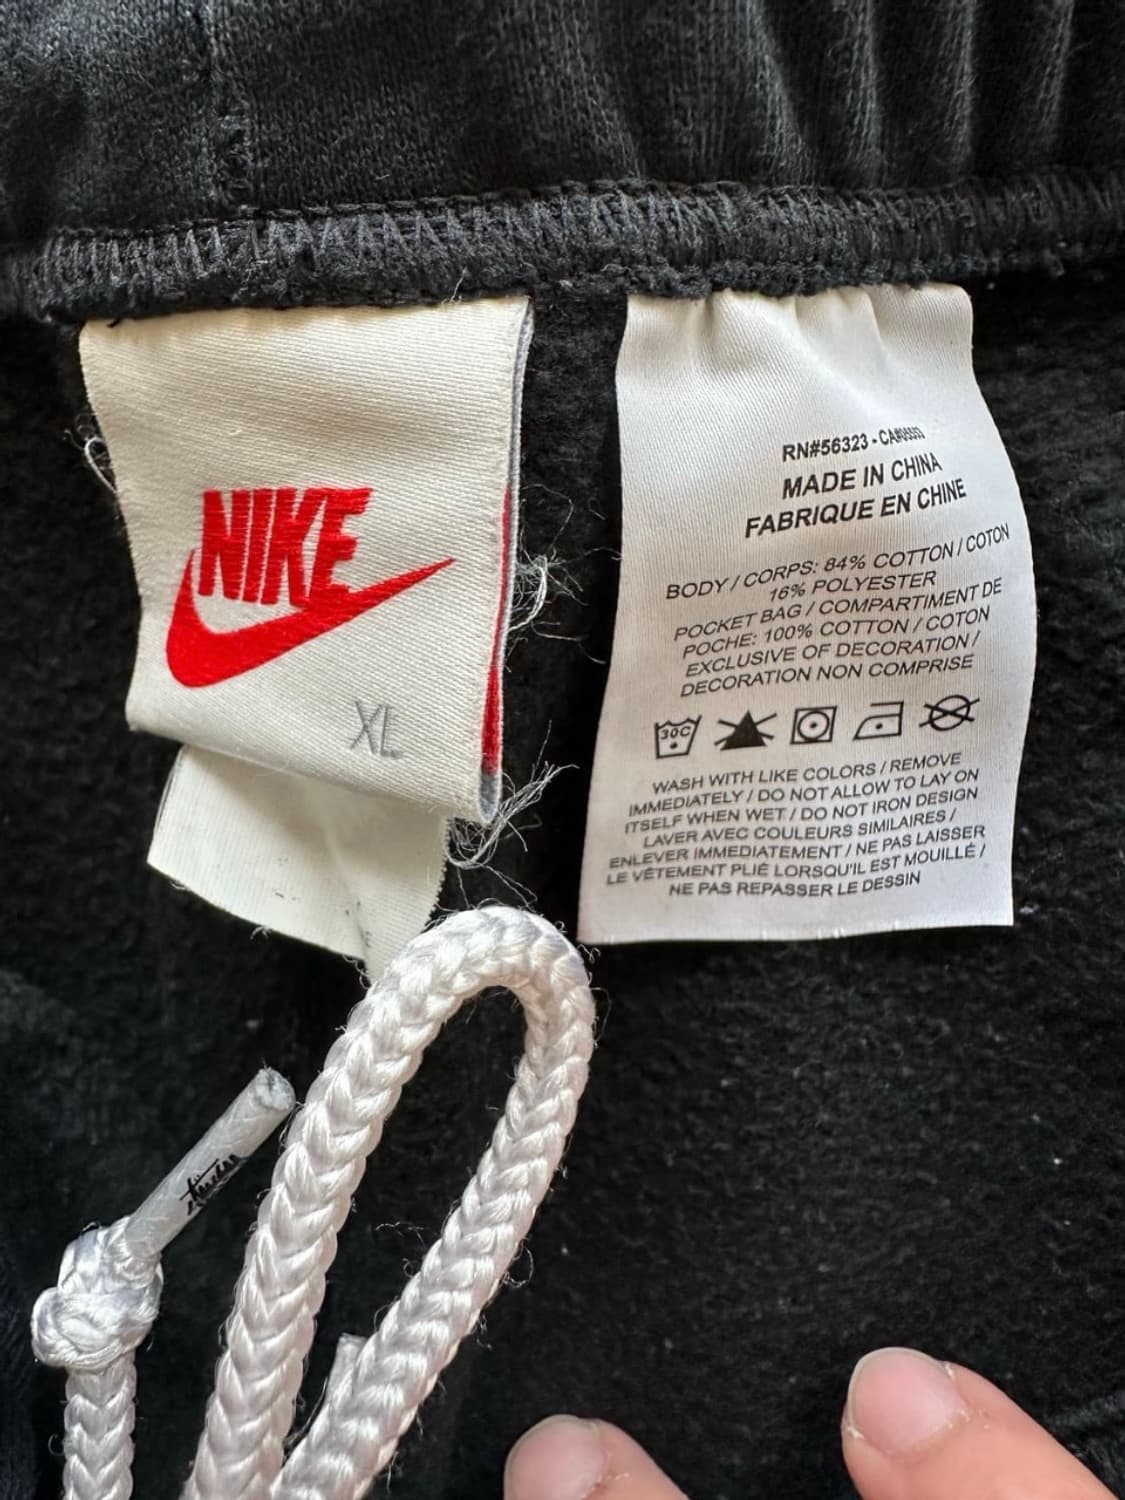 NIKE
XL
RN#56323 - CA#05553
MADE IN CHINA
FABRIQUE EN CHINE
BODY / CORPS: 84% COTTON / COTON
16% POLYESTER
POCKET BAG / COMPARTIMENT DE
POCHE: 100% COTTON / COTON
EXCLUSIVE OF DECORATION /
DECORATION NON COMPRISE
30C
WASH WITH LIKE COLORS / REMOVE
IMMEDIATELY / DO NOT ALLOW TO LAY ON
ITSELF WHEN WET / DO NOT IRON DESIGN
LAVER AVEC COULEURS SIMILAIRES /
ENLEVER IMMEDIATEMENT / NE PAS LAISSER
LE VÊTEMENT PLIÉ LORSQU'IL EST MOUILLÉ /
NE PAS REPASSER LE DESSIN